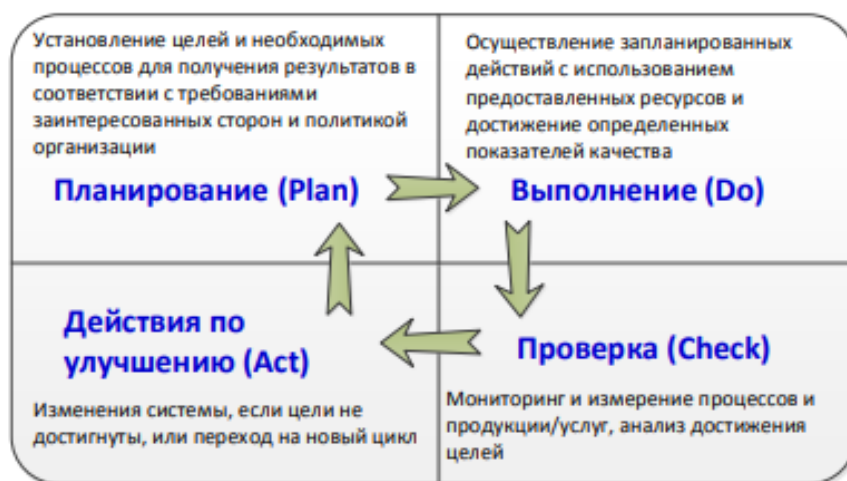 Установление целей и необходимых
процессов для получения результатов в
соответствии с требованиями
заинтересованных сторон и политикой
организации
Планирование (Plan)
Осуществление запланированных
действий с использованием
предоставленных ресурсов и
достижение определенных
показателей качества
Выполнение (Do)
Действия по
улучшению (Act)
Изменения системы, если цели не
достигнуты, или переход на новый цикл
Проверка (Check)
Мониторинг и измерение процессов и
продукции/услуг, анализ достижения
целей